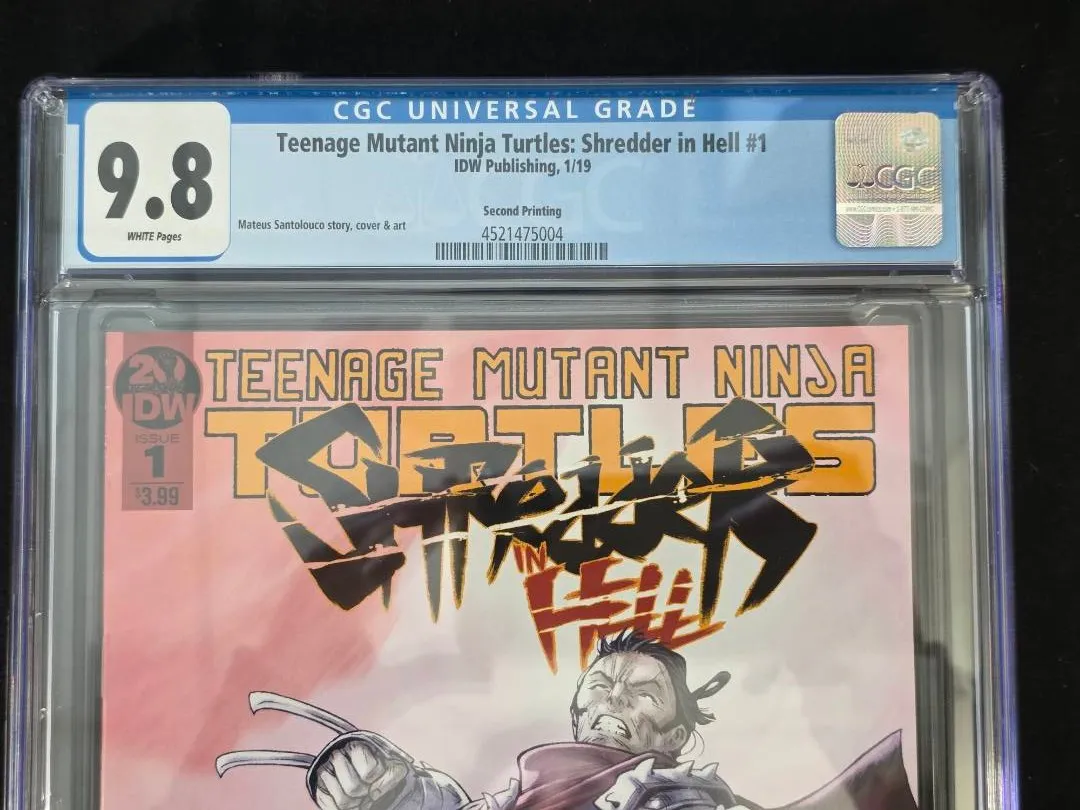 CGC UNIVERSAL GRADE
9.8
WHITE Pages
Teenage Mutant Ninja Turtles: Shredder in Hell #1
IDW Publishing, 1/19
Second Printing
Mateus Santolouco story, cover & art
4521475004
CGC
20
IDW
ISSUE
1
$3.99
TEENAGE MUTANT NINJA
TURTLES
SHREDDER
IN
HELL